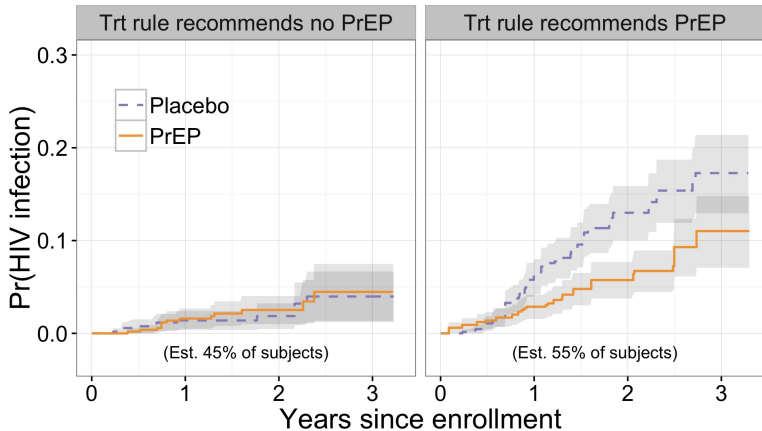 Trt rule recommends no PrEP
Trt rule recommends PrEP
Pr(HIV infection)
0.3
0.2
0.1
0.0
Placebo
PrEP
(Est. 45% of subjects)
(Est. 55% of subjects)
0 1 2 3
0 1 2 3
Years since enrollment